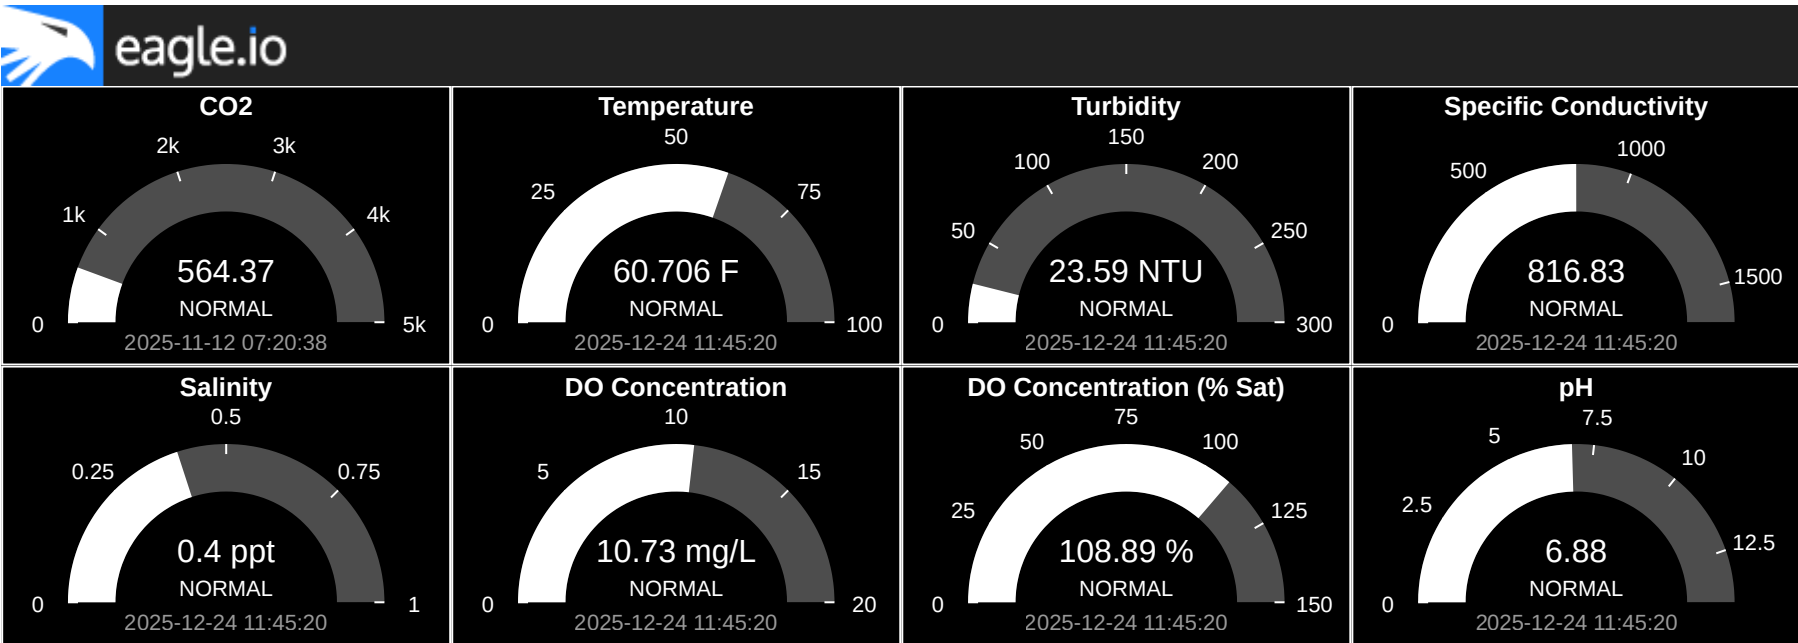 eagle.io
CO2
2k
3k
1k
4k
564.37
NORMAL
0
5k
2025-11-12 07:20:38
Temperature
50
25
75
60.706 F
NORMAL
0
100
2025-12-24 11:45:20
Turbidity
150
100
200
50
250
23.59 NTU
NORMAL
0
300
2025-12-24 11:45:20
Specific Conductivity
1000
500
1500
816.83
NORMAL
0
2025-12-24 11:45:20
Salinity
0.5
0.25
0.75
0.4 ppt
NORMAL
0
1
2025-12-24 11:45:20
DO Concentration
10
5
15
10.73 mg/L
NORMAL
0
20
2025-12-24 11:45:20
DO Concentration (% Sat)
75
50
100
25
125
108.89 %
NORMAL
0
150
2025-12-24 11:45:20
pH
7.5
5
10
2.5
12.5
6.88
NORMAL
0
2025-12-24 11:45:20